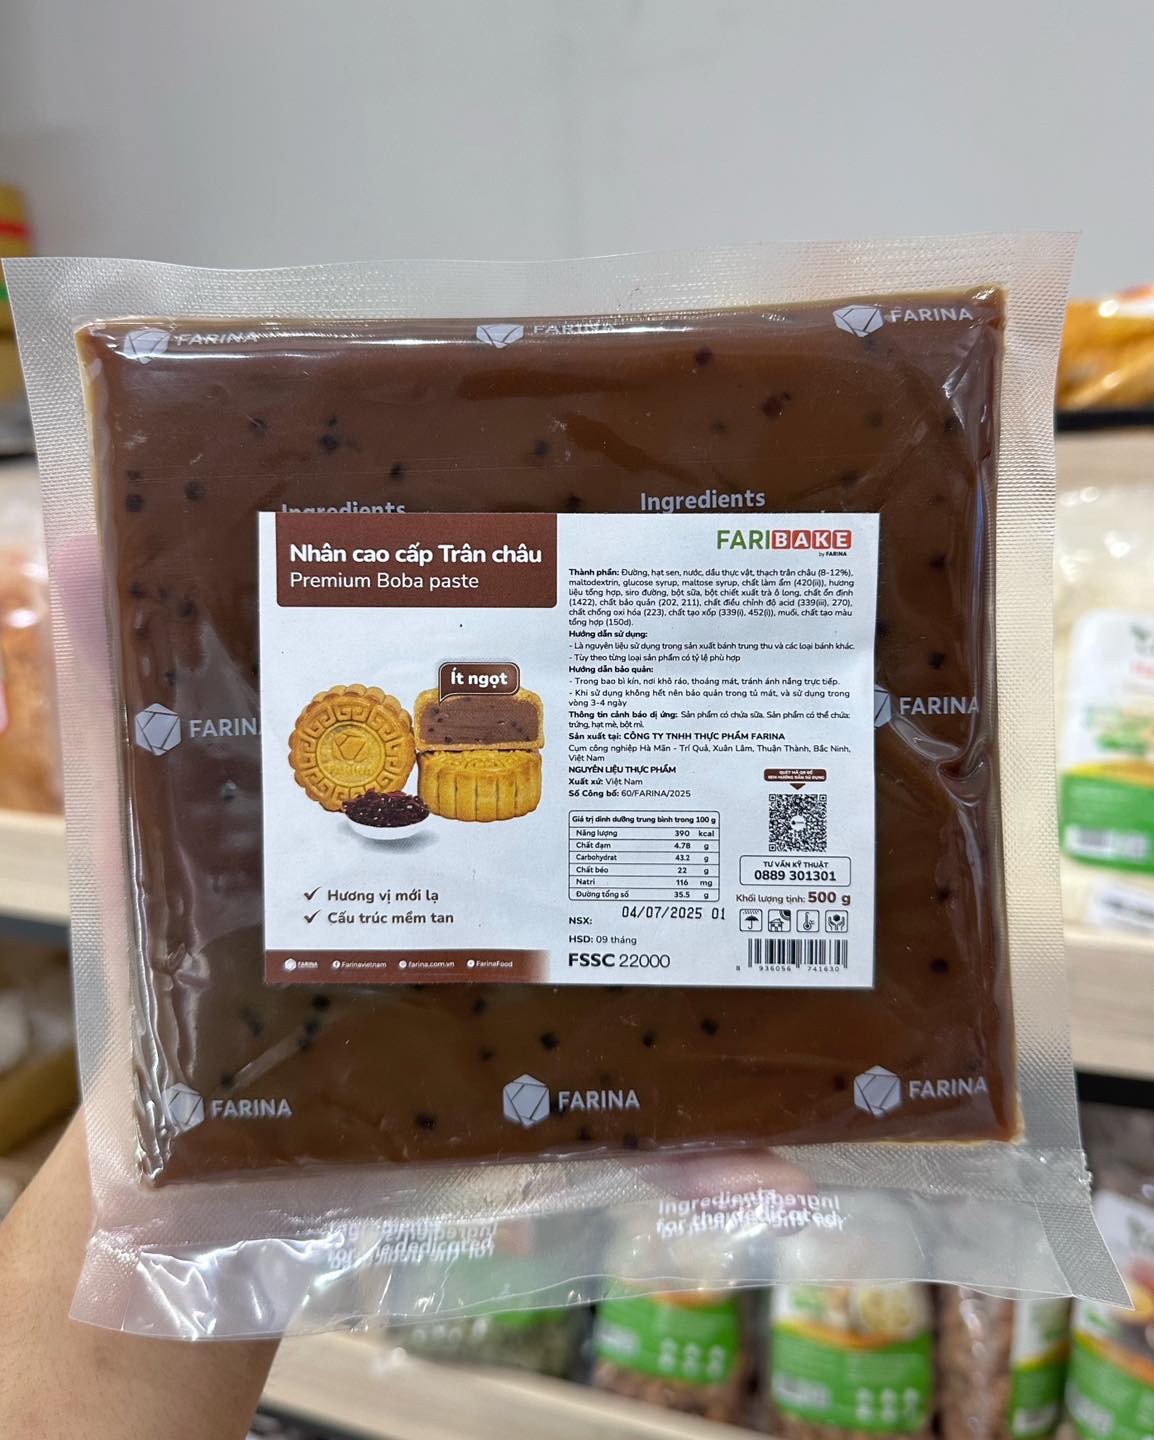 FARINA
FARINA
FARINA
Ingredients
Ingredients
Nhân cao cấp Trân châu
Premium Boba paste
Ít ngọt
Hương vị mới lạ
Cấu trúc mềm tan
FARINA
Farinavietnam
farina.com.vn
FarinaFood
FARIBAKE
by FARINA
Thành phần: Đường, hạt sen, nước, dầu thực vật, thạch trân châu (8-12%),
maltodextrin, glucose syrup, maltose syrup, chất làm ẩm (420(ii)), hương
liệu tổng hợp, siro đường, bột sữa, bột chiết xuất trà ô long, chất ổn định
(1422), chất bảo quản (202, 211), chất điều chỉnh độ acid (339(iii), 270),
chất chống oxi hóa (223), chất tạo xốp (339(i), 452(i)), muối, chất tạo màu
tổng hợp (150d).
Hướng dẫn sử dụng:
- Là nguyên liệu sử dụng trong sản xuất bánh trung thu và các loại bánh khác.
- Tùy theo từng loại sản phẩm có tỷ lệ phù hợp
Hướng dẫn bảo quản:
- Trong bao bì kín, nơi khô ráo, thoáng mát, tránh ánh nắng trực tiếp.
- Khi sử dụng không hết nên bảo quản trong tủ mát, và sử dụng trong
vòng 3-4 ngày
Thông tin cảnh báo dị ứng: Sản phẩm có chứa sữa. Sản phẩm có thể chứa:
trứng, hạt mè, bột mì.
Sản xuất tại: CÔNG TY TNHH THỰC PHẨM FARINA
Cụm công nghiệp Hà Mãn - Trí Quả, Xuân Lâm, Thuận Thành, Bắc Ninh,
Việt Nam
NGUYÊN LIỆU THỰC PHẨM
Xuất xứ: Việt Nam
Số Công bố: 60/FARINA/2025
QUÉT MÃ QR ĐỂ
XEM HƯỚNG DẪN SỬ DỤNG
Giá trị dinh dưỡng trung bình trong 100 g
Năng lượng 390 kcal
Chất đạm 4.78 g
Carbohydrat 43.2 g
Chất béo 22 g
Natri 116 mg
Đường tổng số 35.5 g
TƯ VẤN KỸ THUẬT
0889 301301
Khối lượng tịnh: 500 g
NSX: 04/07/2025 01
HSD: 09 tháng
FSSC 22000
8 936056 741630
FARIN
FARINA
FARINA
FARINA
FARINA
Ingredients
for the dedicated